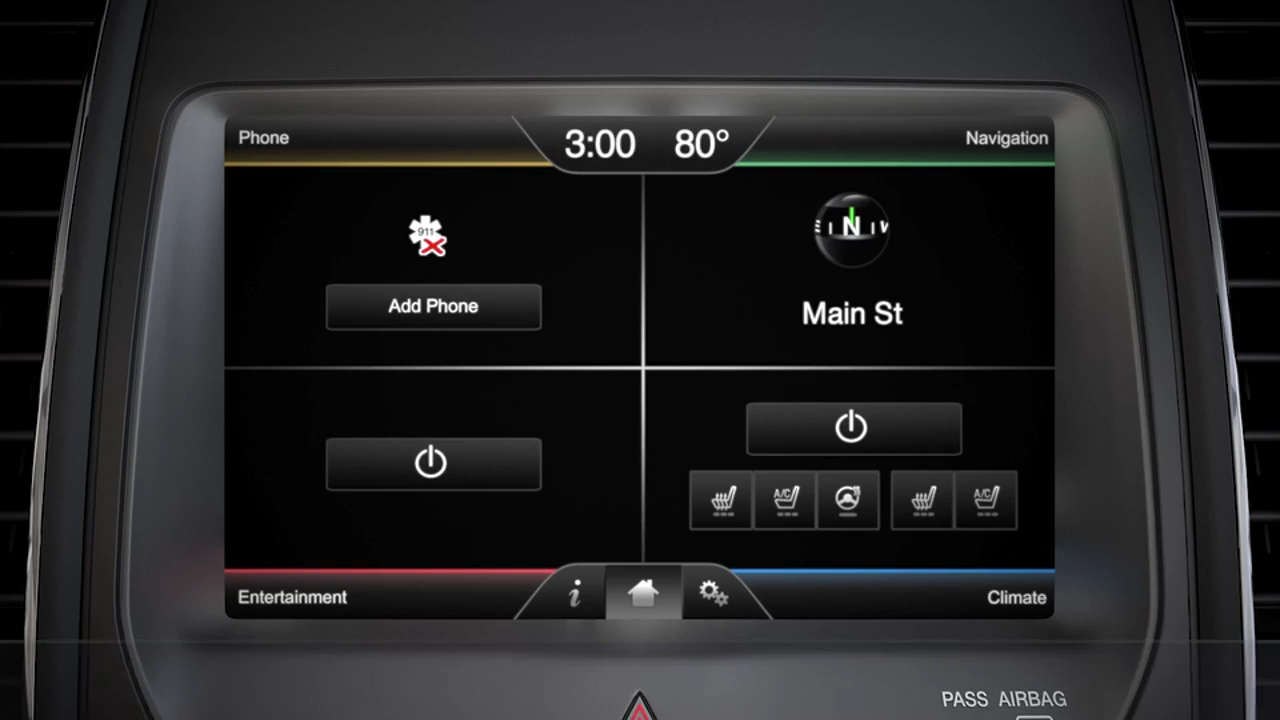 Phone
3:00 80°
Navigation
911
E N W
Add Phone
Main St
A/C
A/C
Entertainment
i
Climate
PASS AIRBAG